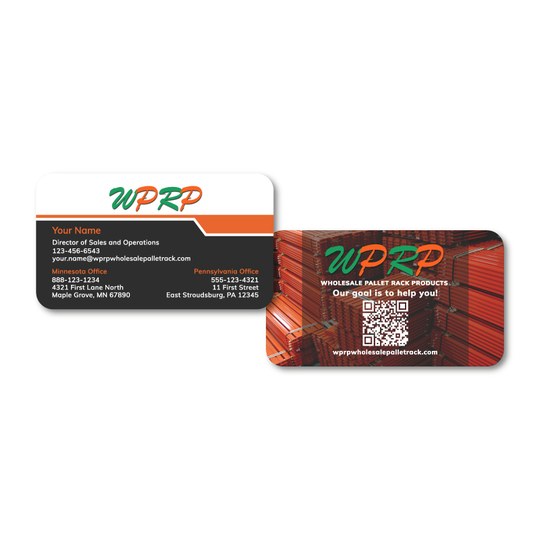 WPRP
Your Name
Director of Sales and Operations
123-456-6543
your.name@wprpwholesalepalletrack.com
Minnesota Office
888-123-1234
4321 First Lane North
Maple Grove, MN 67890
Pennsylvania Office
555-123-4321
11 First Street
East Stroudsburg, PA 12345
WPRP
WHOLESALE PALLET RACK PRODUCTS
Our goal is to help you!
wprpwholesalepalletrack.com